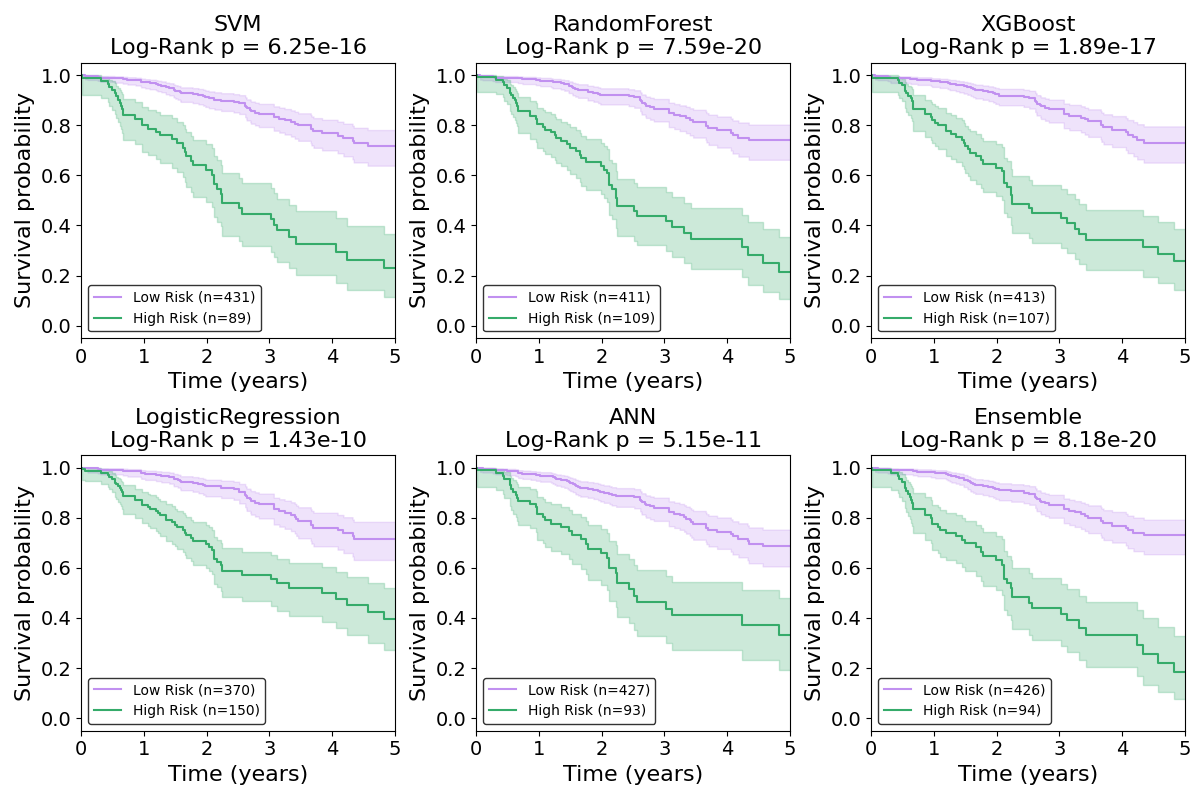 SVM
Log-Rank p = 6.25e-16
Survival probability
1.0
0.8
0.6
0.4
0.2
0.0
Low Risk (n=431)
High Risk (n=89)
0 1 2 3 4 5
Time (years)
RandomForest
Log-Rank p = 7.59e-20
Survival probability
1.0
0.8
0.6
0.4
0.2
0.0
Low Risk (n=411)
High Risk (n=109)
0 1 2 3 4 5
Time (years)
XGBoost
Log-Rank p = 1.89e-17
Survival probability
1.0
0.8
0.6
0.4
0.2
0.0
Low Risk (n=413)
High Risk (n=107)
0 1 2 3 4 5
Time (years)
LogisticRegression
Log-Rank p = 1.43e-10
Survival probability
1.0
0.8
0.6
0.4
0.2
0.0
Low Risk (n=370)
High Risk (n=150)
0 1 2 3 4 5
Time (years)
ANN
Log-Rank p = 5.15e-11
Survival probability
1.0
0.8
0.6
0.4
0.2
0.0
Low Risk (n=427)
High Risk (n=93)
0 1 2 3 4 5
Time (years)
Ensemble
Log-Rank p = 8.18e-20
Survival probability
1.0
0.8
0.6
0.4
0.2
0.0
Low Risk (n=426)
High Risk (n=94)
0 1 2 3 4 5
Time (years)